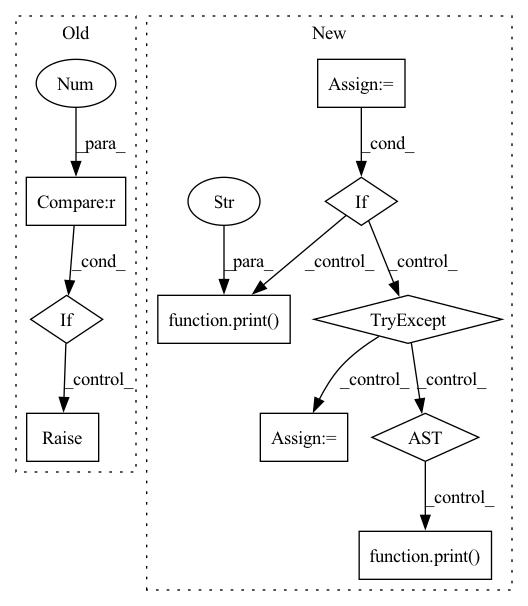 Old
New
Num
Assign:=
_para_
_cond_
Compare:r
Str
If
_cond_
_para_
_control_
_control_
If
function.print()
TryExcept
_control_
_control_
_control_
Raise
Assign:=
AST
_control_
function.print()